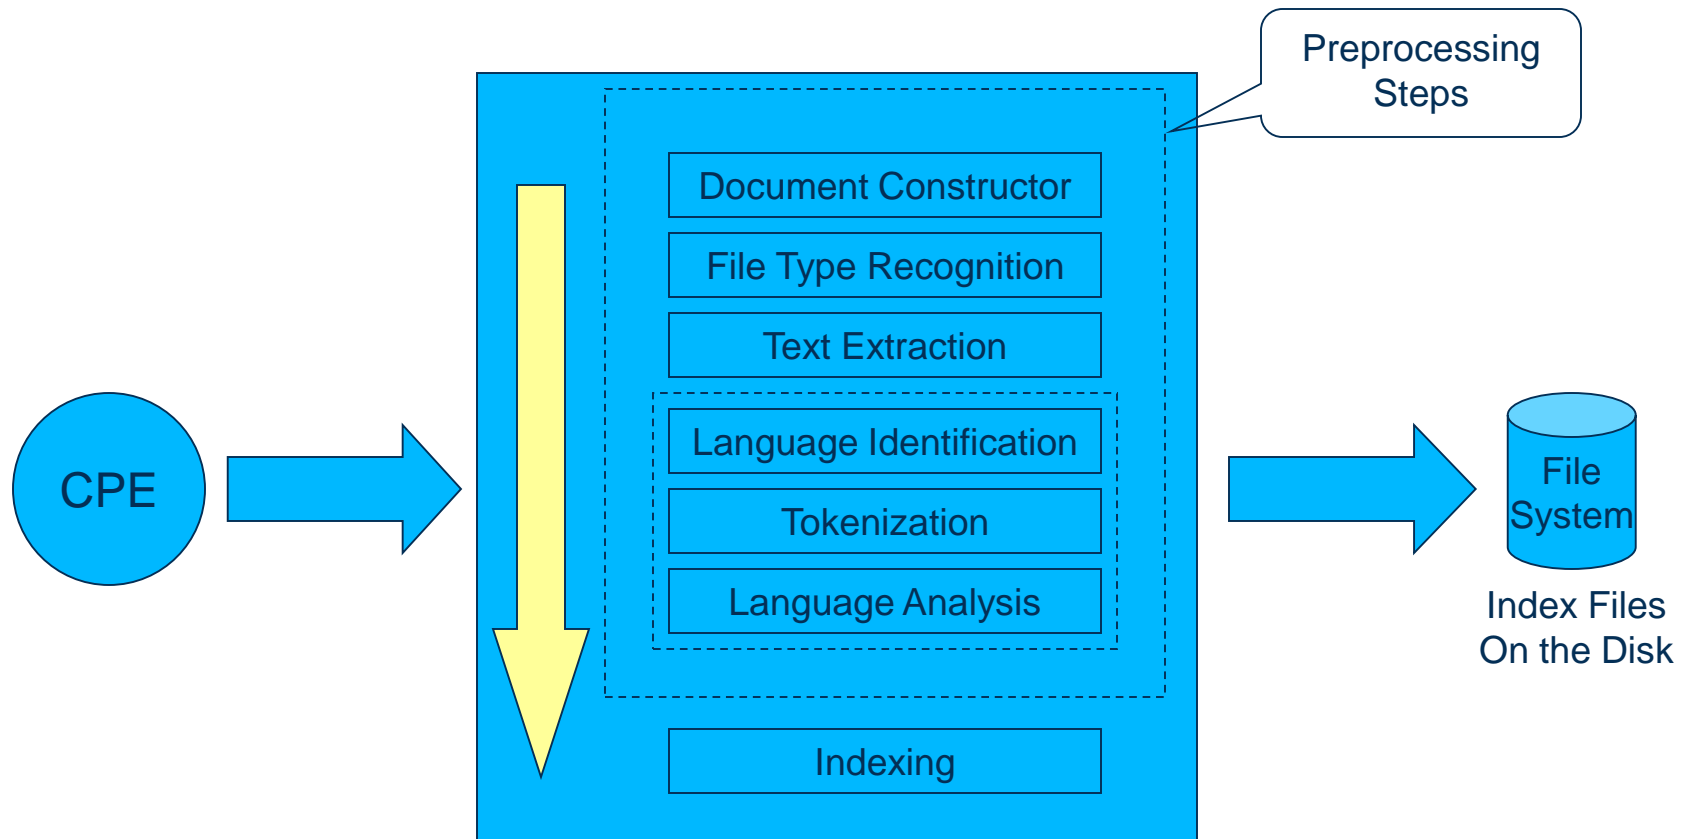 Preprocessing
Steps
Document Constructor
File Type Recognition
Text Extraction
Language Identification
Tokenization
Language Analysis
Indexing
CPE
File
System
Index Files
On the Disk